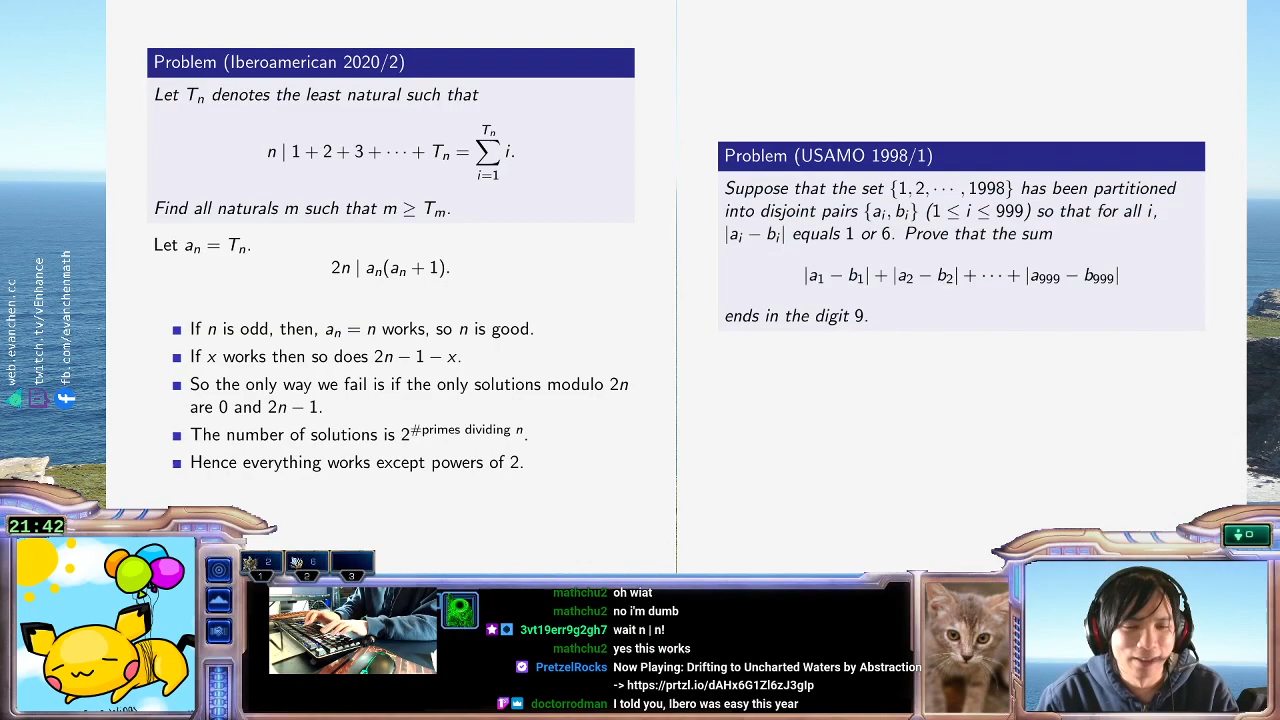 Problem (Iberoamerican 2020/2)
Let Tn denotes the least natural such that
Tn
n | 1 + 2 + 3 + ··· + Tn = ∑ i.
i=1
Find all naturals m such that m ≥ Tm.
Let an = Tn.
2n | an(an + 1).
If n is odd, then, an = n works, so n is good.
If x works then so does 2n − 1 − x.
So the only way we fail is if the only solutions modulo 2n
are 0 and 2n − 1.
The number of solutions is 2^#primes dividing n.
Hence everything works except powers of 2.
Problem (USAMO 1998/1)
Suppose that the set {1, 2, ··· , 1998} has been partitioned
into disjoint pairs {ai, bi} (1 ≤ i ≤ 999) so that for all i,
|ai − bi| equals 1 or 6. Prove that the sum
|a1 − b1| + |a2 − b2| + ··· + |a999 − b999|
ends in the digit 9.
web.evanchen.cc
twitch.tv/vEnhance
fb.com/evanchenmath
21:42
2
6
1
2
3
0
mathchu2 oh wiat
mathchu2 no i'm dumb
3vt19err9g2gh7 wait n | n!
mathchu2 yes this works
PretzelRocks Now Playing: Drifting to Uncharted Waters by Abstraction
-> https://prtzl.io/dAHx6G1Zl6zJ3gIp
doctorrodman I told you, Ibero was easy this year